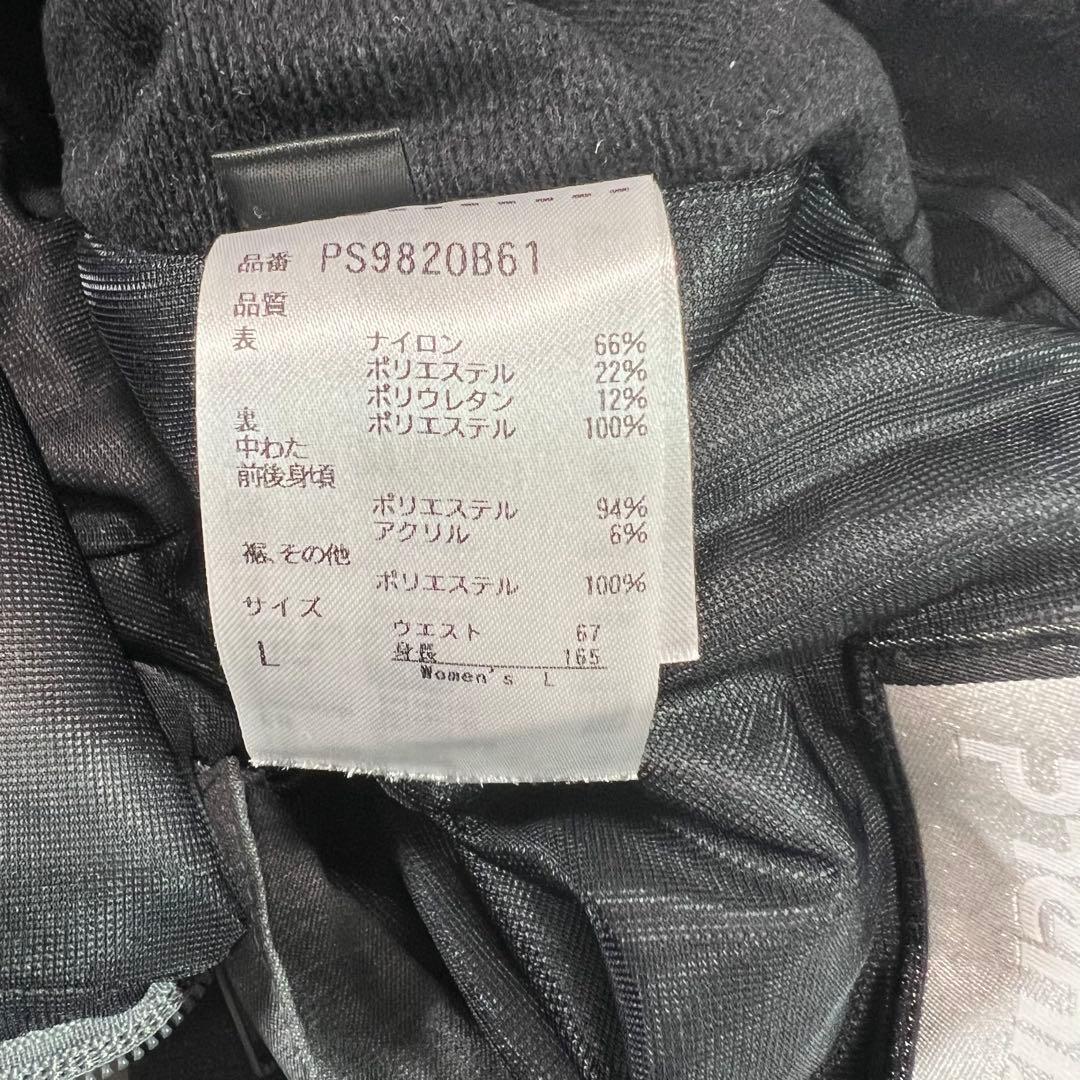 品番 PS9820B61
品質
表 ナイロン 66%
ポリエステル 22%
ポリウレタン 12%
裏 ポリエステル 100%
中わた
前後身頃
ポリエステル 94%
アクリル 6%
裾、その他
ポリエステル 100%
サイズ
ウエスト 67
L 身長 165
Women's L